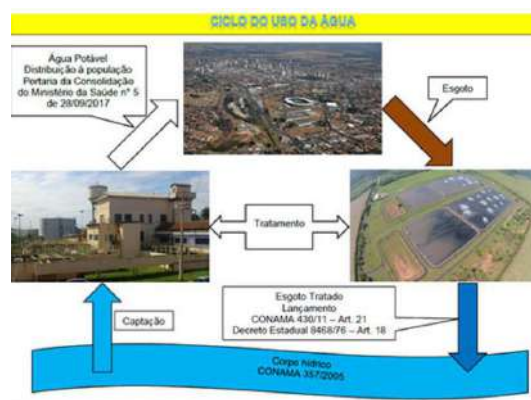 CICLO DO USO DA ÁGUA
Água Potável
Distribuição à população
Portaria da Consolidação
do Ministério da Saúde nº 5
de 28/09/2017
Esgoto
Tratamento
Esgoto Tratado
Lançamento
CONAMA 430/11 – Art. 21
Decreto Estadual 8468/76 – Art. 18
Captação
Corpo hídrico
CONAMA 357/2005